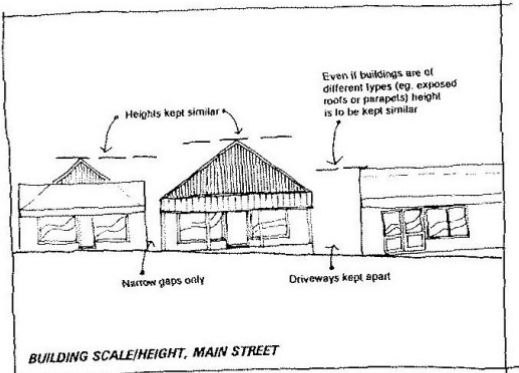 Even if buildings are of
different types (eg. exposed
roofs or parapets) height
is to be kept similar
Heights kept similar
Narrow gaps only
Driveways kept apart
BUILDING SCALE/HEIGHT, MAIN STREET